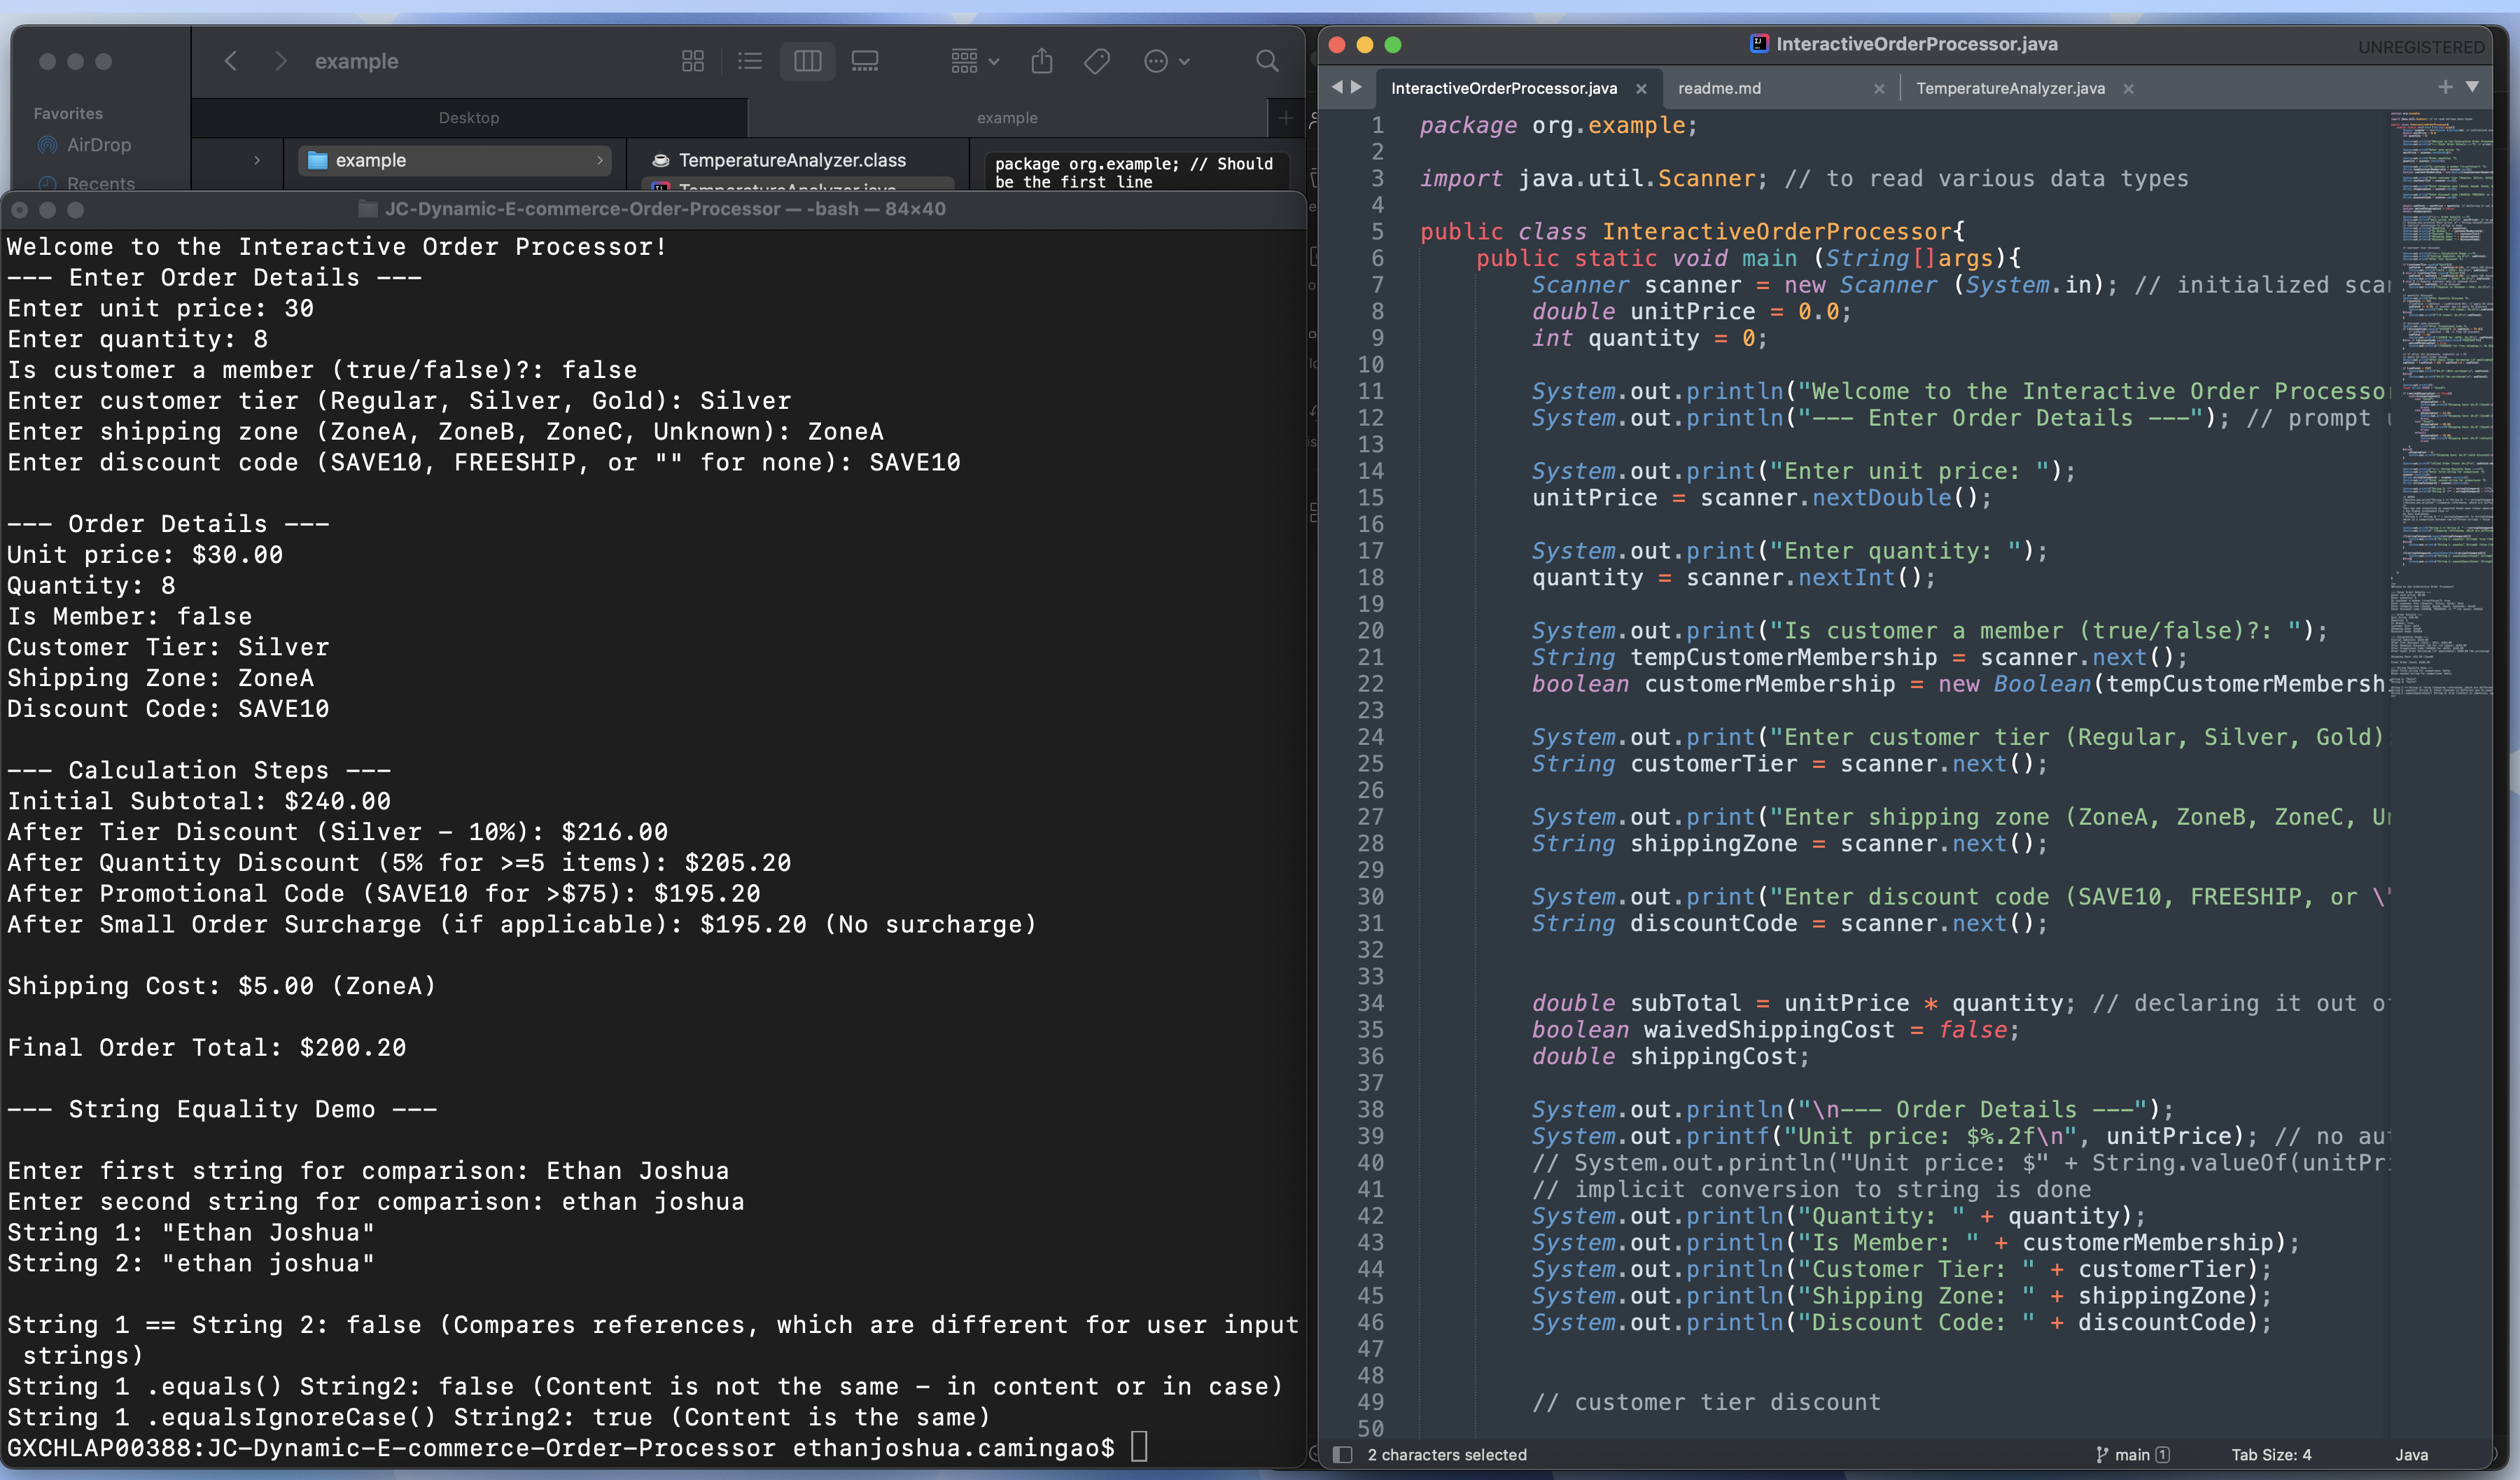 example
Favorites
AirDrop
Recents
Desktop
example
example
TemperatureAnalyzer.class
TemperatureAnalyzer.java
package org.example; // Should
be the first line
JC-Dynamic-E-commerce-Order-Processor — -bash — 84×40
Welcome to the Interactive Order Processor!
--- Enter Order Details ---
Enter unit price: 30
Enter quantity: 8
Is customer a member (true/false)?: false
Enter customer tier (Regular, Silver, Gold): Silver
Enter shipping zone (ZoneA, ZoneB, ZoneC, Unknown): ZoneA
Enter discount code (SAVE10, FREESHIP, or "" for none): SAVE10
--- Order Details ---
Unit price: $30.00
Quantity: 8
Is Member: false
Customer Tier: Silver
Shipping Zone: ZoneA
Discount Code: SAVE10
--- Calculation Steps ---
Initial Subtotal: $240.00
After Tier Discount (Silver - 10%): $216.00
After Quantity Discount (5% for >=5 items): $205.20
After Promotional Code (SAVE10 for >$75): $195.20
After Small Order Surcharge (if applicable): $195.20 (No surcharge)
Shipping Cost: $5.00 (ZoneA)
Final Order Total: $200.20
--- String Equality Demo ---
Enter first string for comparison: Ethan Joshua
Enter second string for comparison: ethan joshua
String 1: "Ethan Joshua"
String 2: "ethan joshua"
String 1 == String 2: false (Compares references, which are different for user input
strings)
String 1 .equals() String2: false (Content is not the same - in content or in case)
String 1 .equalsIgnoreCase() String2: true (Content is the same)
GXCHLAP00388:JC-Dynamic-E-commerce-Order-Processor ethanjoshua.camingao$
InteractiveOrderProcessor.java
UNREGISTERED
InteractiveOrderProcessor.java
readme.md
TemperatureAnalyzer.java
1 package org.example;
2
3 import java.util.Scanner; // to read various data types
4
5 public class InteractiveOrderProcessor{
6 public static void main (String[]args){
7 Scanner scanner = new Scanner (System.in); // initialized scan
8 double unitPrice = 0.0;
9 int quantity = 0;
10
11 System.out.println("Welcome to the Interactive Order Processor
12 System.out.println("--- Enter Order Details ---"); // prompt
13
14 System.out.print("Enter unit price: ");
15 unitPrice = scanner.nextDouble();
16
17 System.out.print("Enter quantity: ");
18 quantity = scanner.nextInt();
19
20 System.out.print("Is customer a member (true/false)?: ");
21 String tempCustomerMembership = scanner.next();
22 boolean customerMembership = new Boolean(tempCustomerMembersh
23
24 System.out.print("Enter customer tier (Regular, Silver, Gold)
25 String customerTier = scanner.next();
26
27 System.out.print("Enter shipping zone (ZoneA, ZoneB, ZoneC, Un
28 String shippingZone = scanner.next();
29
30 System.out.print("Enter discount code (SAVE10, FREESHIP, or \"
31 String discountCode = scanner.next();
32
33
34 double subTotal = unitPrice * quantity; // declaring it out of
35 boolean waivedShippingCost = false;
36 double shippingCost;
37
38 System.out.println("\n--- Order Details ---");
39 System.out.printf("Unit price: $%.2f\n", unitPrice); // no aut
40 // System.out.println("Unit price: $" + String.valueOf(unitPri
41 // implicit conversion to string is done
42 System.out.println("Quantity: " + quantity);
43 System.out.println("Is Member: " + customerMembership);
44 System.out.println("Customer Tier: " + customerTier);
45 System.out.println("Shipping Zone: " + shippingZone);
46 System.out.println("Discount Code: " + discountCode);
47
48
49 // customer tier discount
50
2 characters selected
main 1
Tab Size: 4
Java